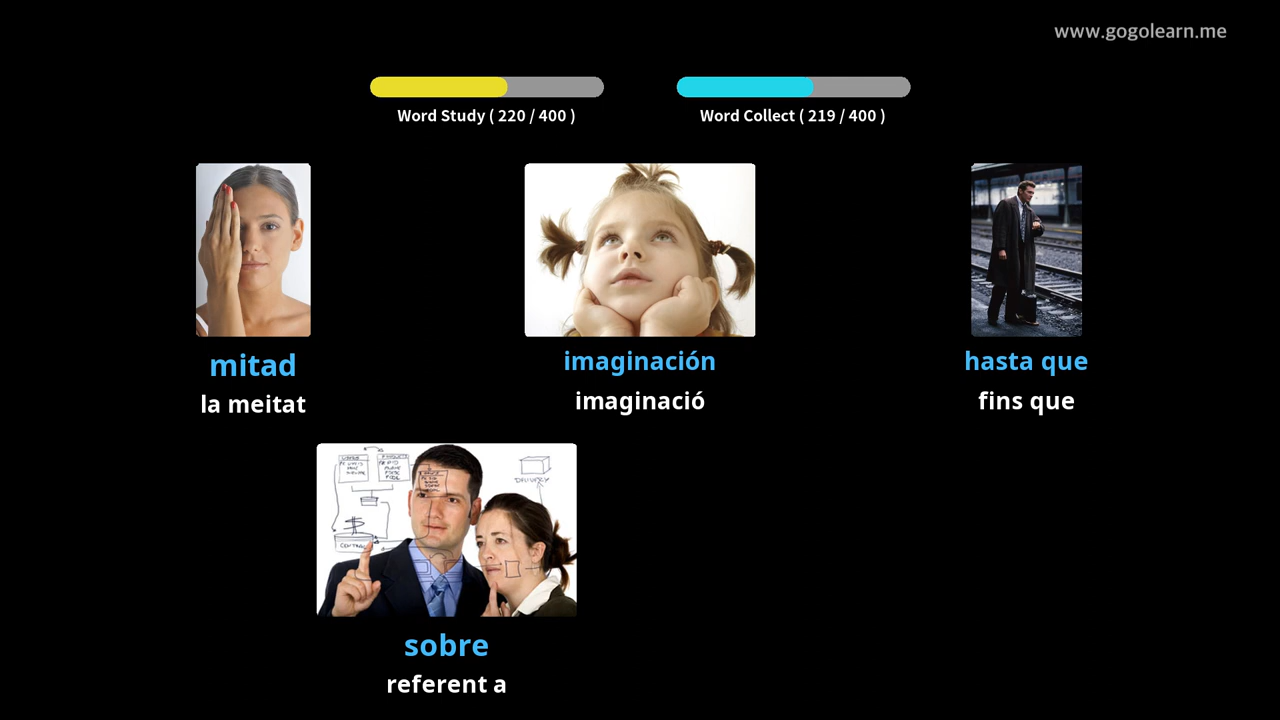 www.gogolearn.me
Word Study ( 220 / 400 )
Word Collect ( 219 / 400 )
mitad
la meitat
imaginación
imaginació
hasta que
fins que
CENTRAL
sobre
referent a